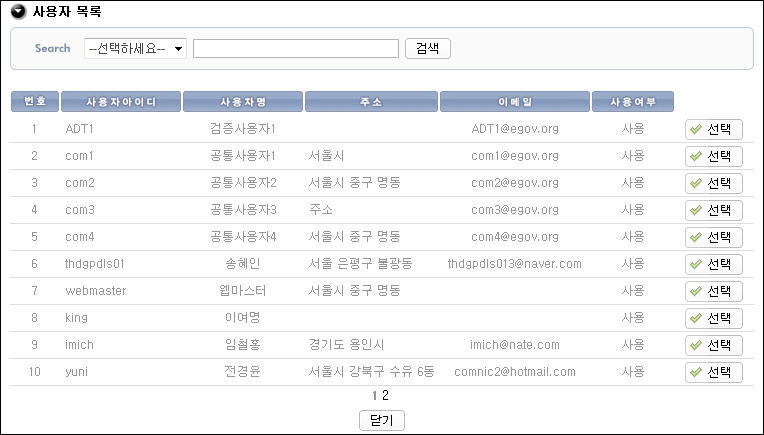 사용자 목록
Search --선택하세요-- 검색
번호 사용자아이디 사용자명 주소 이메일 사용여부
1 ADT1 검증사용자1 ADT1@egov.org 사용 선택
2 com1 공통사용자1 서울시 com1@egov.org 사용 선택
3 com2 공통사용자2 서울시 중구 명동 com2@egov.org 사용 선택
4 com3 공통사용자3 주소 com3@egov.org 사용 선택
5 com4 공통사용자4 서울시 중구 명동 com4@egov.org 사용 선택
6 thdgpdls01 송혜인 서울 은평구 불광동 thdgpdls013@naver.com 사용 선택
7 webmaster 웹마스터 서울시 중구 명동 사용 선택
8 king 이여명 사용 선택
9 imich 임철홍 경기도 용인시 imich@nate.com 사용 선택
10 yuni 전경윤 서울시 강북구 수유 6동 comnic2@hotmail.com 사용 선택
1 2
닫기